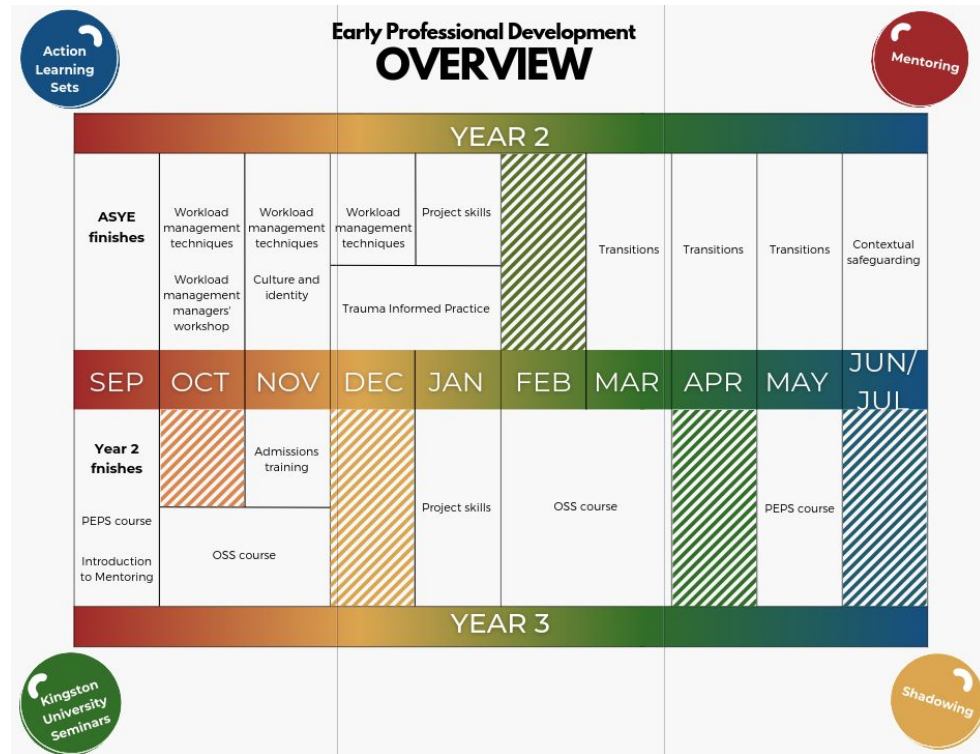 Early Professional Development
OVERVIEW
Action
Learning
Sets
Mentoring
YEAR 2
ASYE
finishes
Workload
management
techniques
Workload
management
managers'
workshop
Workload
management
techniques
Culture and
identity
Workload
management
techniques
Project skills
Trauma Informed Practice
Transitions
Transitions
Transitions
Contextual
safeguarding
SEP
OCT
NOV
DEC
JAN
FEB
MAR
APR
MAY
JUN/
JUL
Year 2
fnishes
PEPS course
Introduction
to Mentoring
Admissions
training
OSS course
Project skills
OSS course
PEPS course
YEAR 3
Kingston
University
Seminars
Shadowing